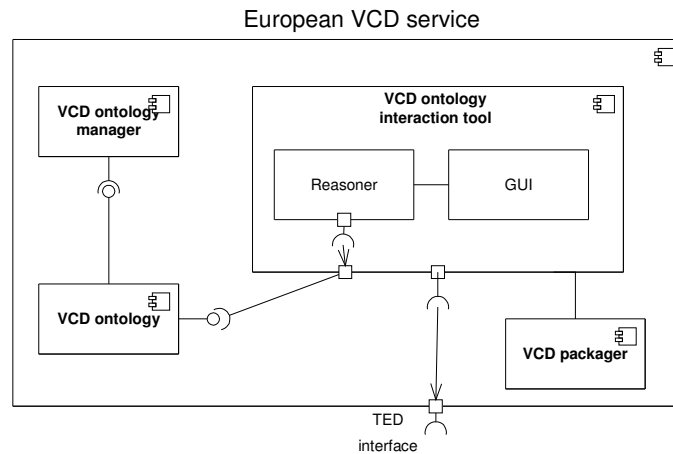 European VCD service
VCD ontology
manager
VCD ontology
interaction tool
Reasoner
GUI
VCD ontology
VCD packager
TED
interface